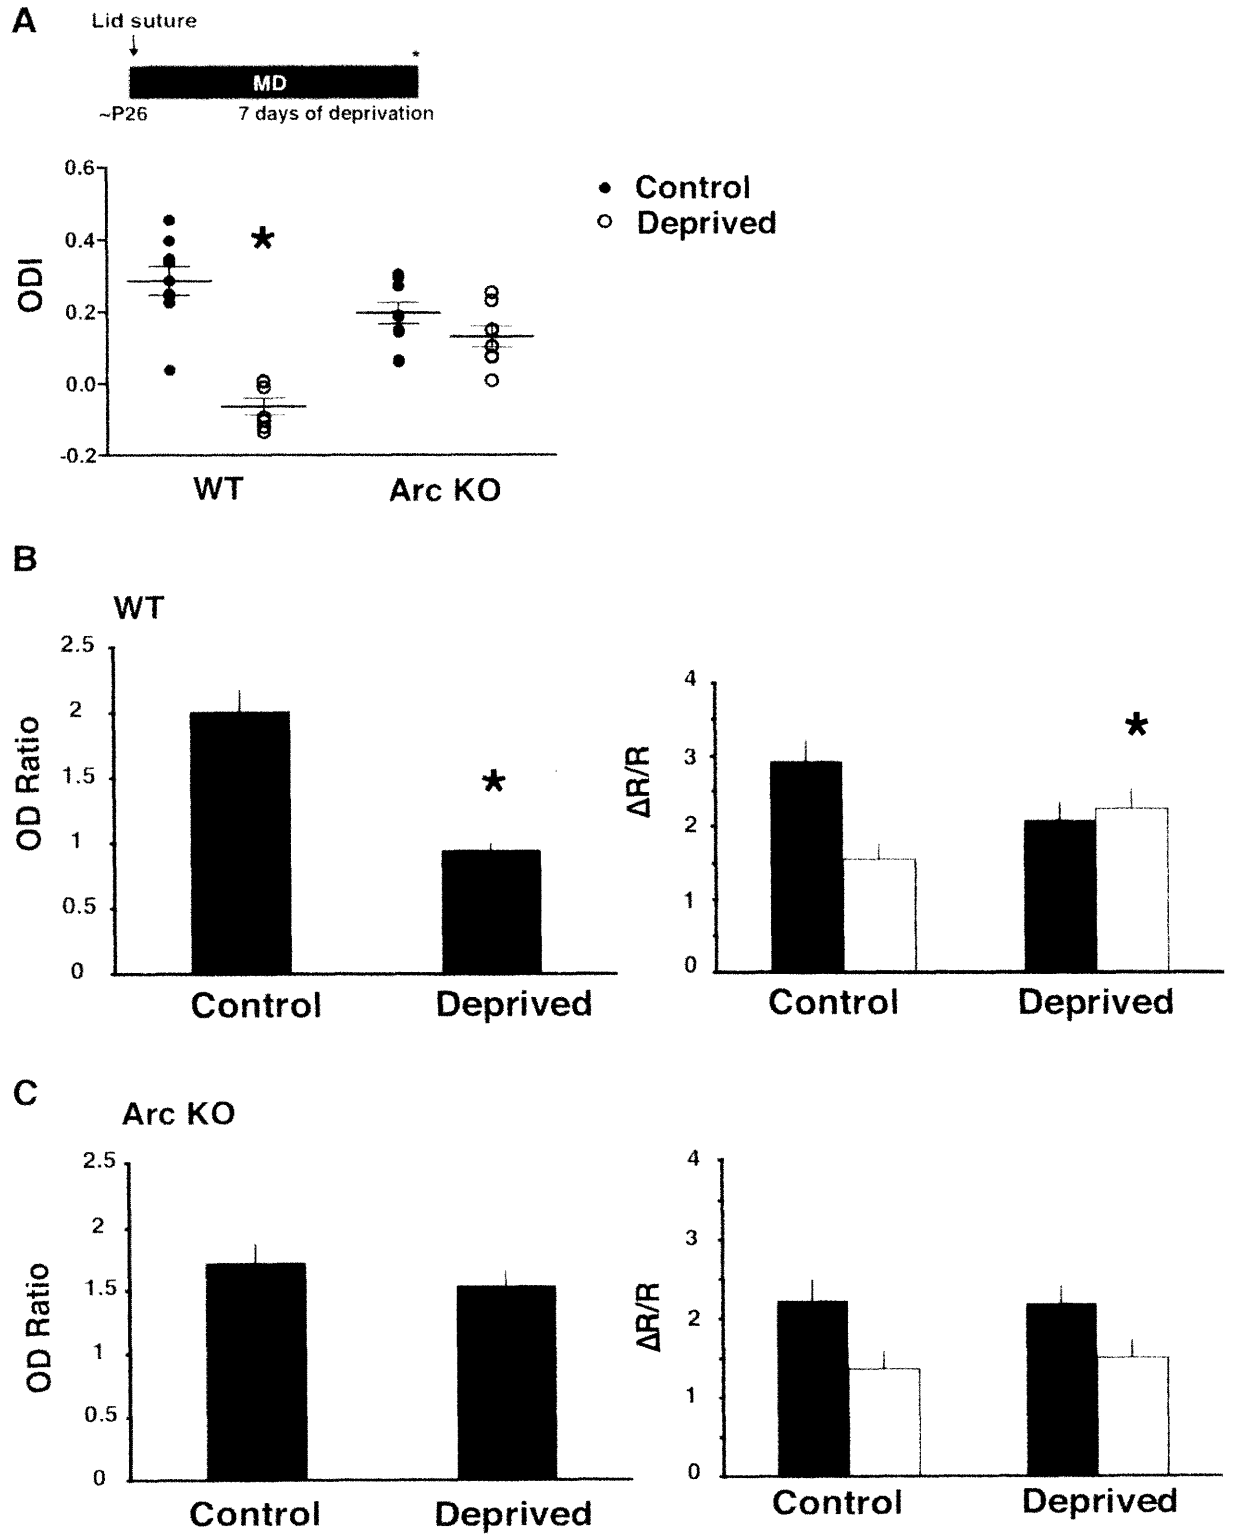 A
Lid suture
*
MD
~P26 7 days of deprivation
0.6
0.4
0.2
0.0
-0.2
ODI
*
WT Arc KO
Control
Deprived
B
WT
2.5
2
1.5
1
0.5
0
OD Ratio
*
Control Deprived
4
3
2
1
0
ΔR/R
*
Control Deprived
C
Arc KO
2.5
2
1.5
1
0.5
0
OD Ratio
Control Deprived
4
3
2
1
0
ΔR/R
Control Deprived